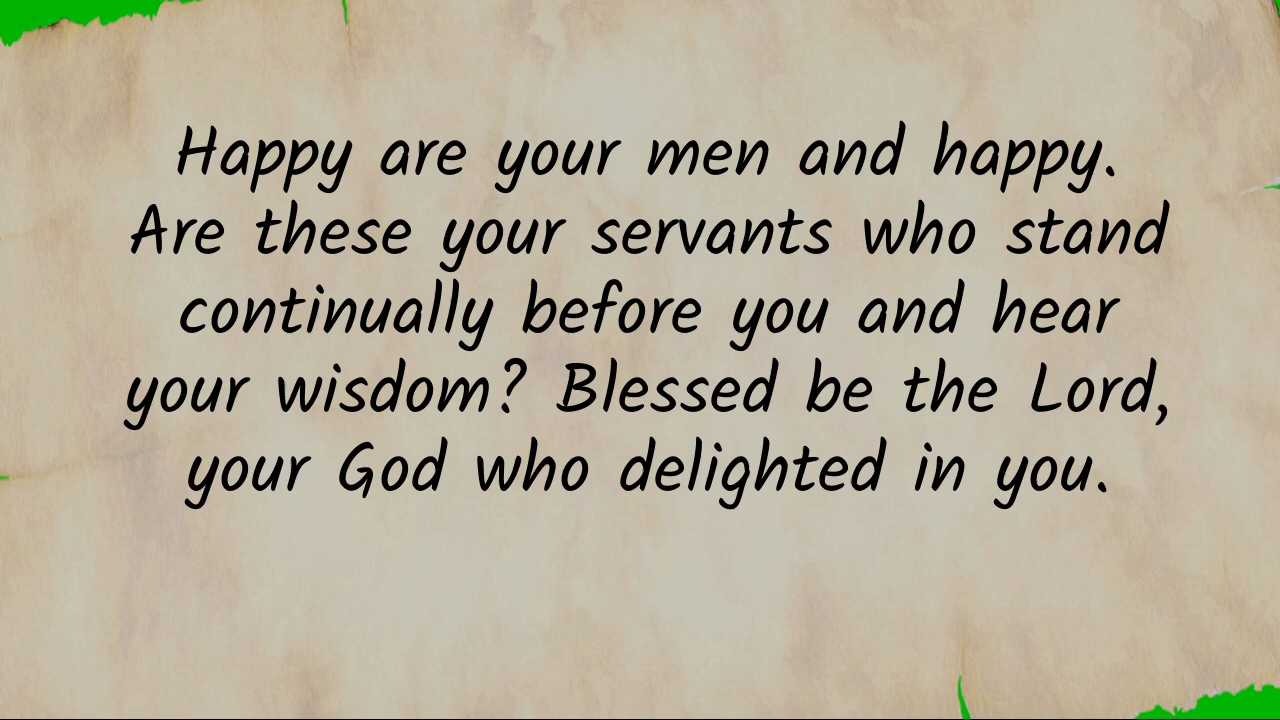 Happy are your men and happy.
Are these your servants who stand
continually before you and hear
your wisdom? Blessed be the Lord,
your God who delighted in you.